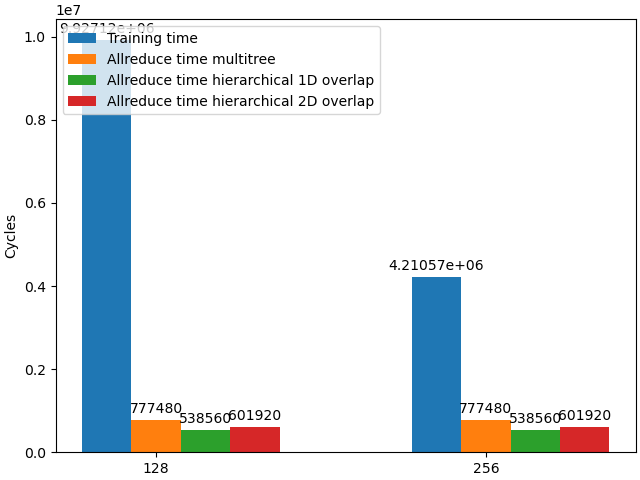 1e7
9.92712e+06
Training time
Allreduce time multitree
Allreduce time hierarchical 1D overlap
Allreduce time hierarchical 2D overlap
1.0
0.8
0.6
0.4
0.2
0.0
Cycles
4.21057e+06
777480
538560
601920
777480
538560
601920
128
256